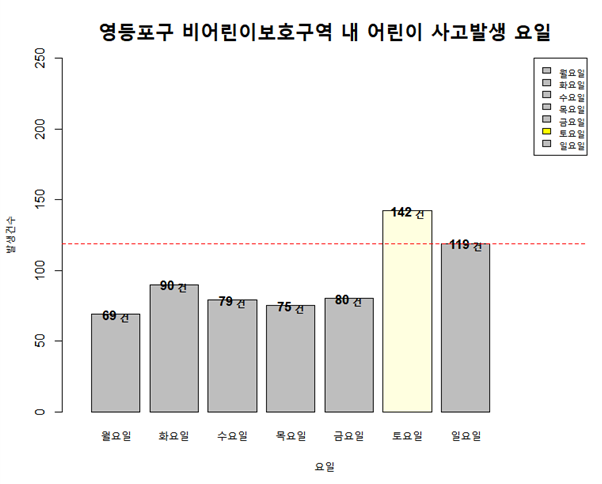 영등포구 비어린이보호구역 내 어린이 사고발생 요일
250
200
150
100
50
0
발생건수
월요일
화요일
수요일
목요일
금요일
토요일
일요일
69 건
90 건
79 건
75 건
80 건
142 건
119 건
월요일 화요일 수요일 목요일 금요일 토요일 일요일
요일